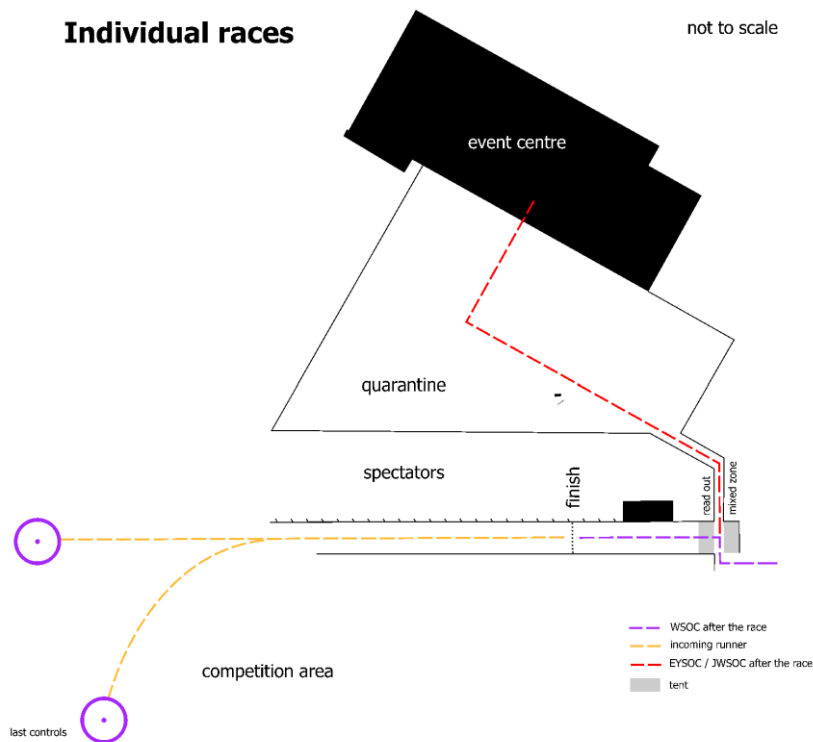 Individual races
not to scale
event centre
quarantine
spectators
finish
read out
mixed zone
WSOC after the race
incoming runner
EYSOC / JWSOC after the race
tent
competition area
last controls